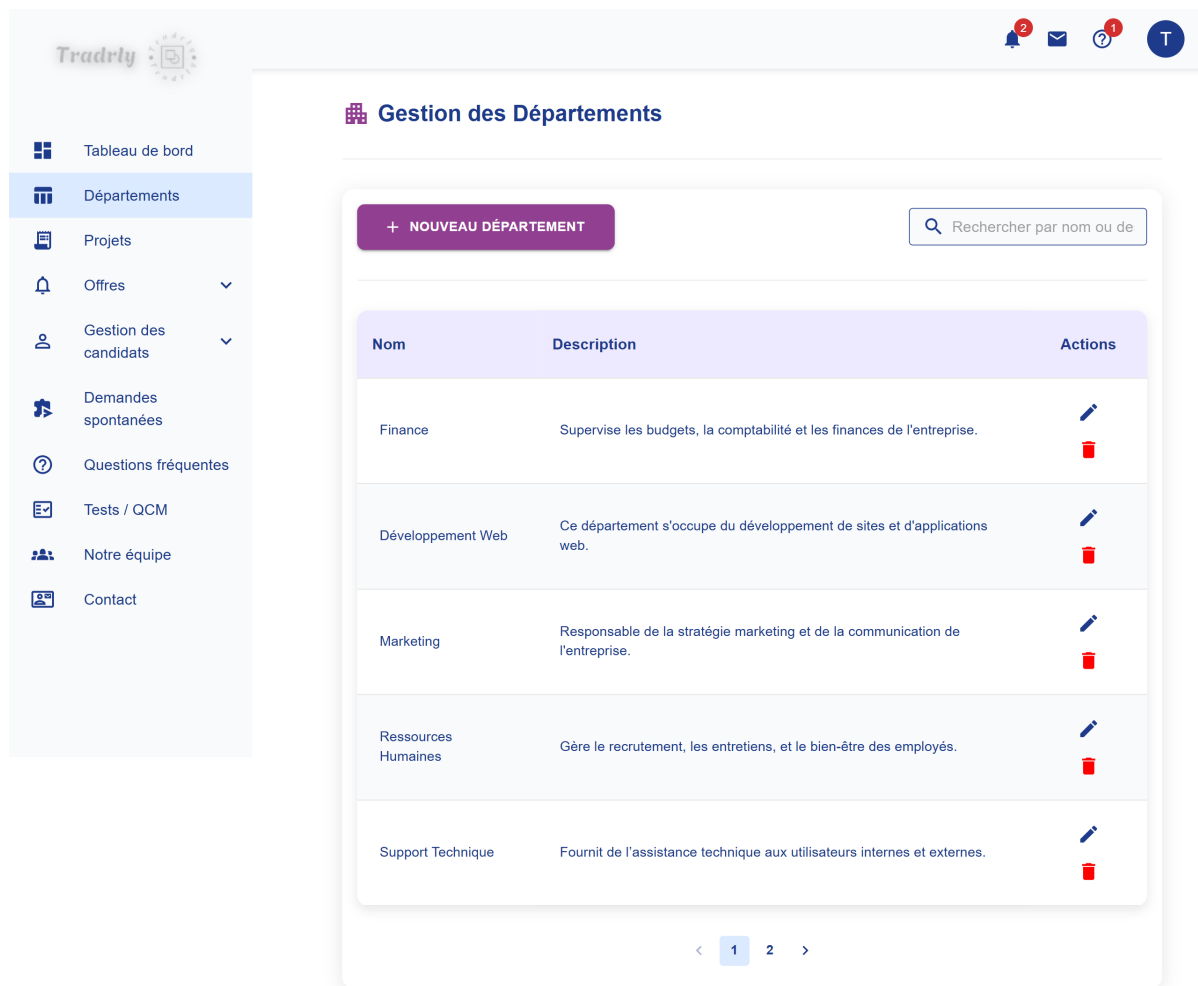 Tradrly
2
1
T
Gestion des Départements
Tableau de bord
Départements
Projets
Offres
Gestion des
candidats
Demandes
spontanées
Questions fréquentes
Tests / QCM
Notre équipe
Contact
+ NOUVEAU DÉPARTEMENT
Rechercher par nom ou de
Nom Description Actions
Finance
Supervise les budgets, la comptabilité et les finances de l'entreprise.
Développement Web
Ce département s'occupe du développement de sites et d'applications
web.
Marketing
Responsable de la stratégie marketing et de la communication de
l'entreprise.
Ressources
Humaines
Gère le recrutement, les entretiens, et le bien-être des employés.
Support Technique
Fournit de l’assistance technique aux utilisateurs internes et externes.
1 2